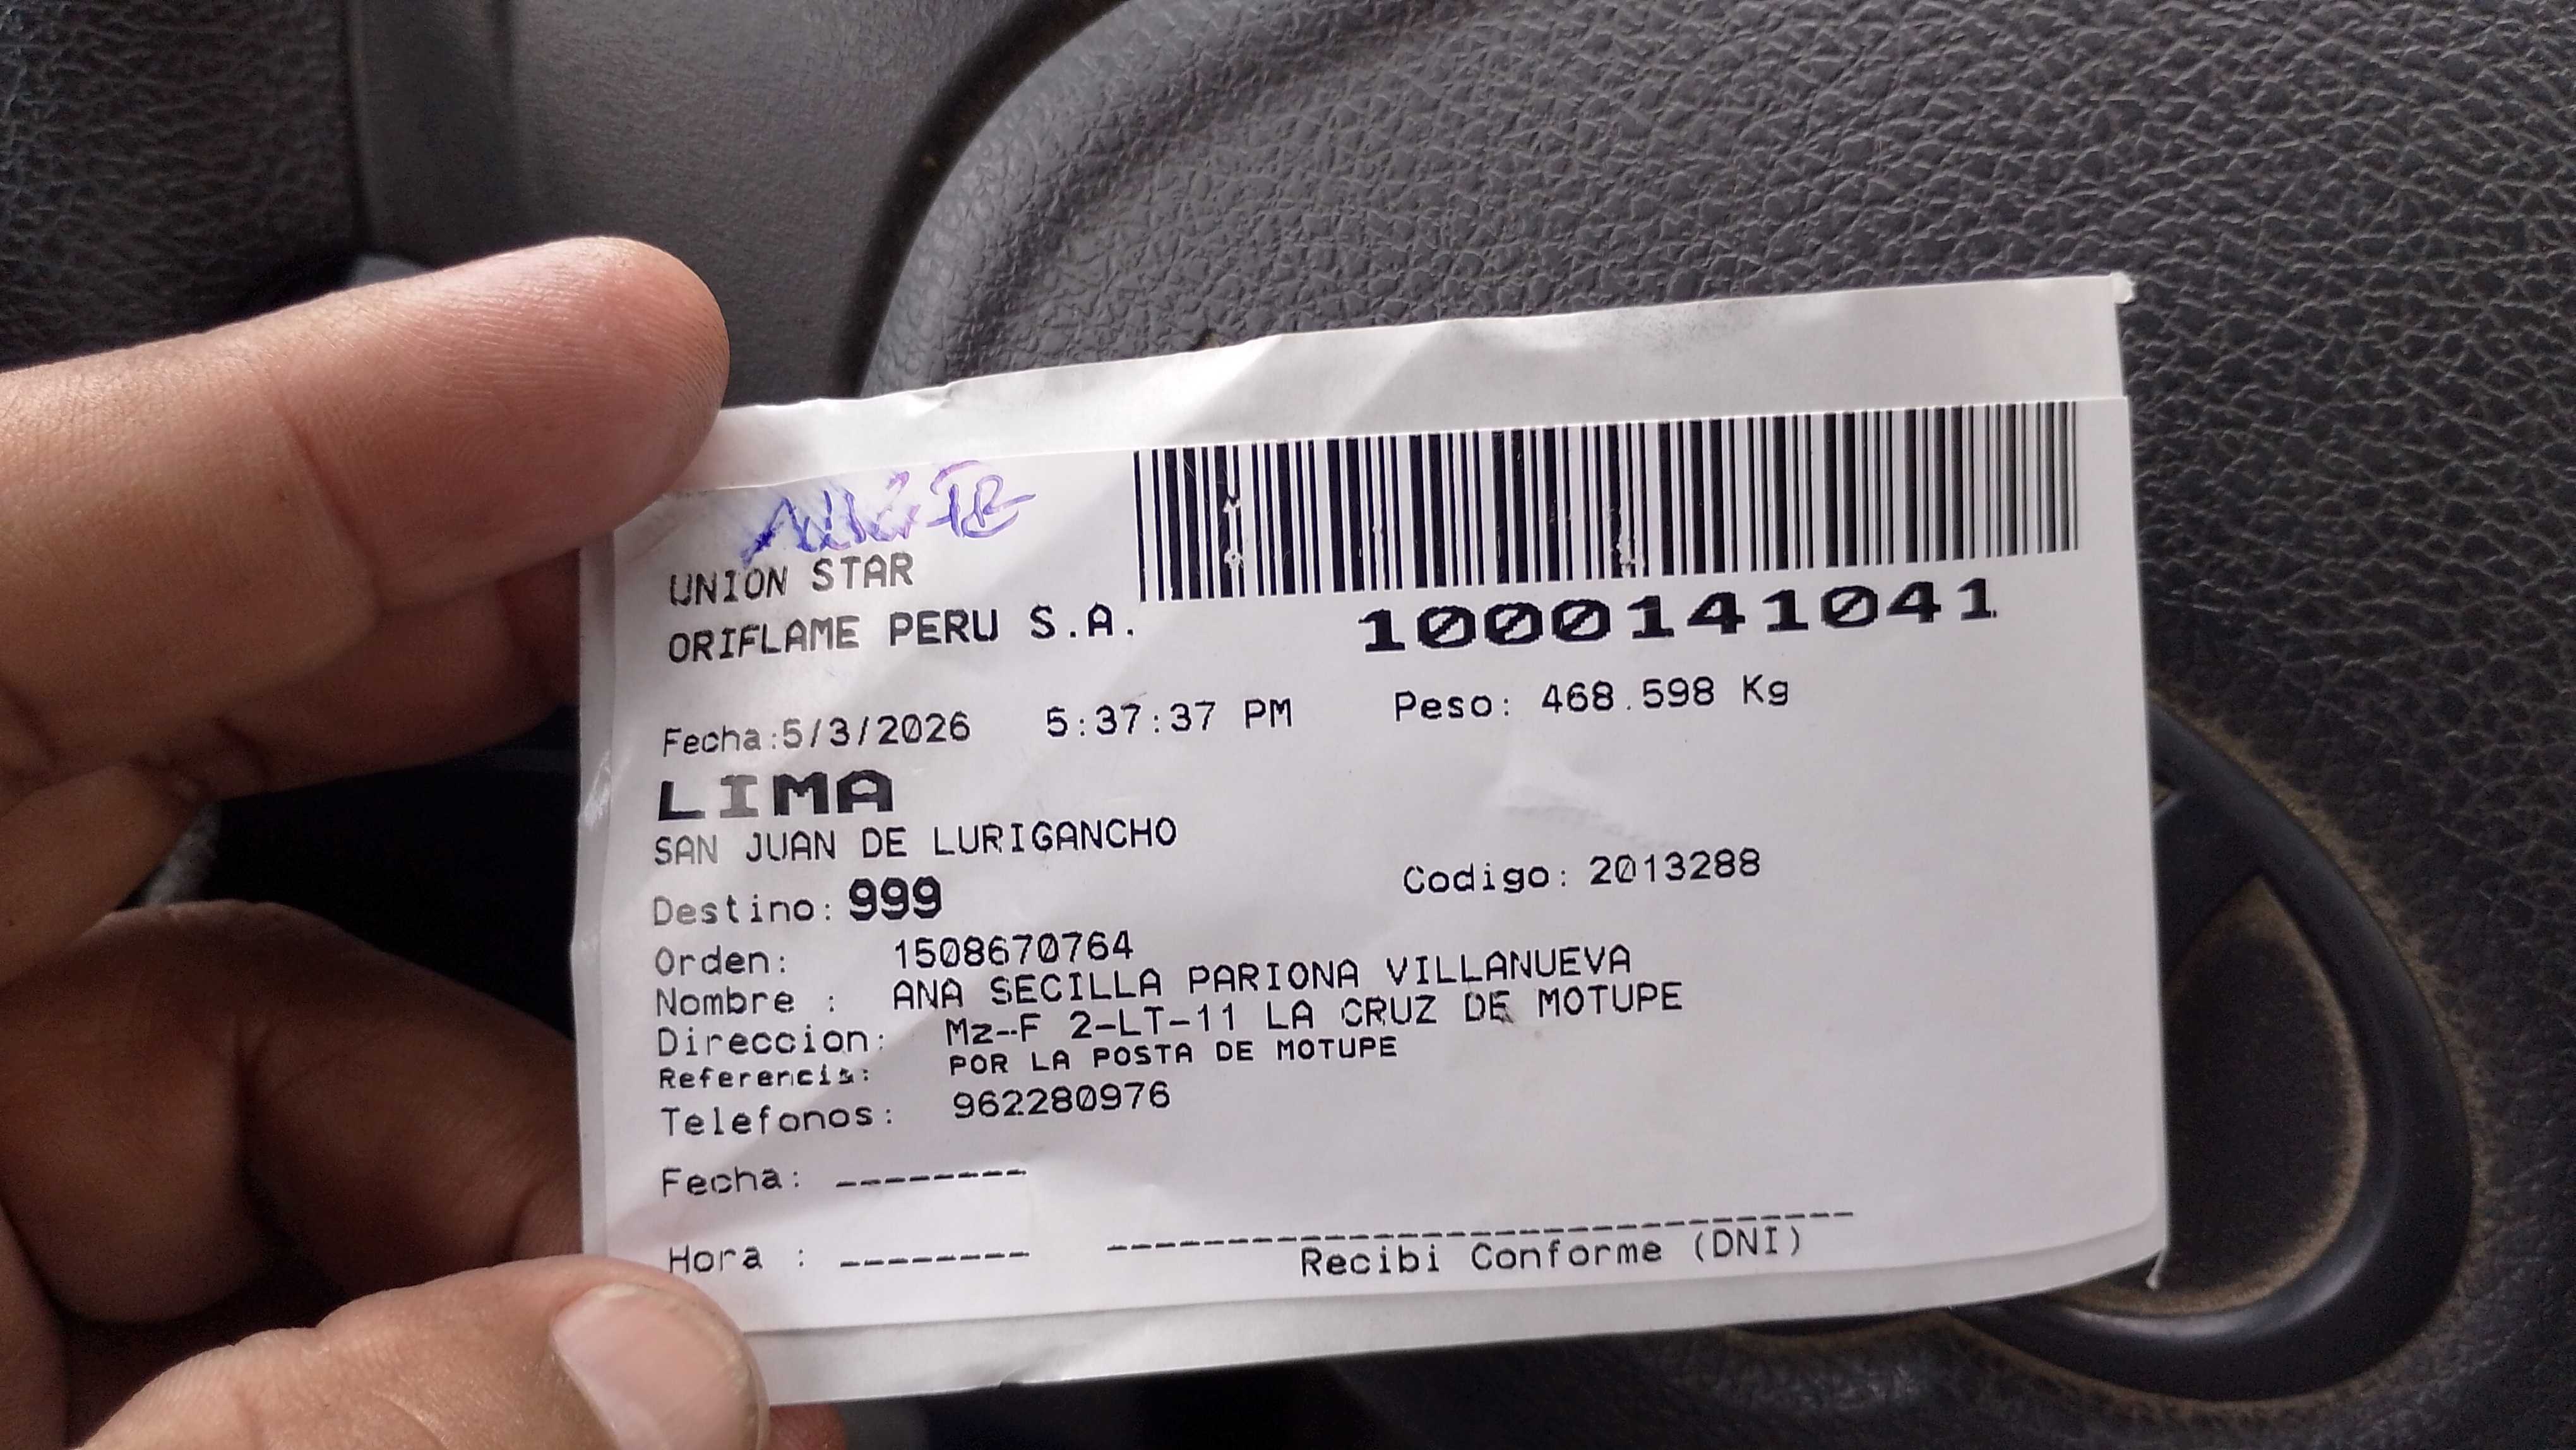 UNION STAR
ORIFLAME PERU S.A.
1000141041
Fecha:5/3/2026 5:37:37 PM Peso: 468.598 Kg
LIMA
SAN JUAN DE LURIGANCHO
Destino: 999 Codigo: 2013288
Orden: 1508670764
Nombre : ANA SECILLA PARIONA VILLANUEVA
Direccion: Mz--F 2-LT-11 LA CRUZ DE MOTUPE
Referencia: POR LA POSTA DE MOTUPE
Telefonos: 962280976
Fecha: --------
Hora : --------
Recibi Conforme (DNI)